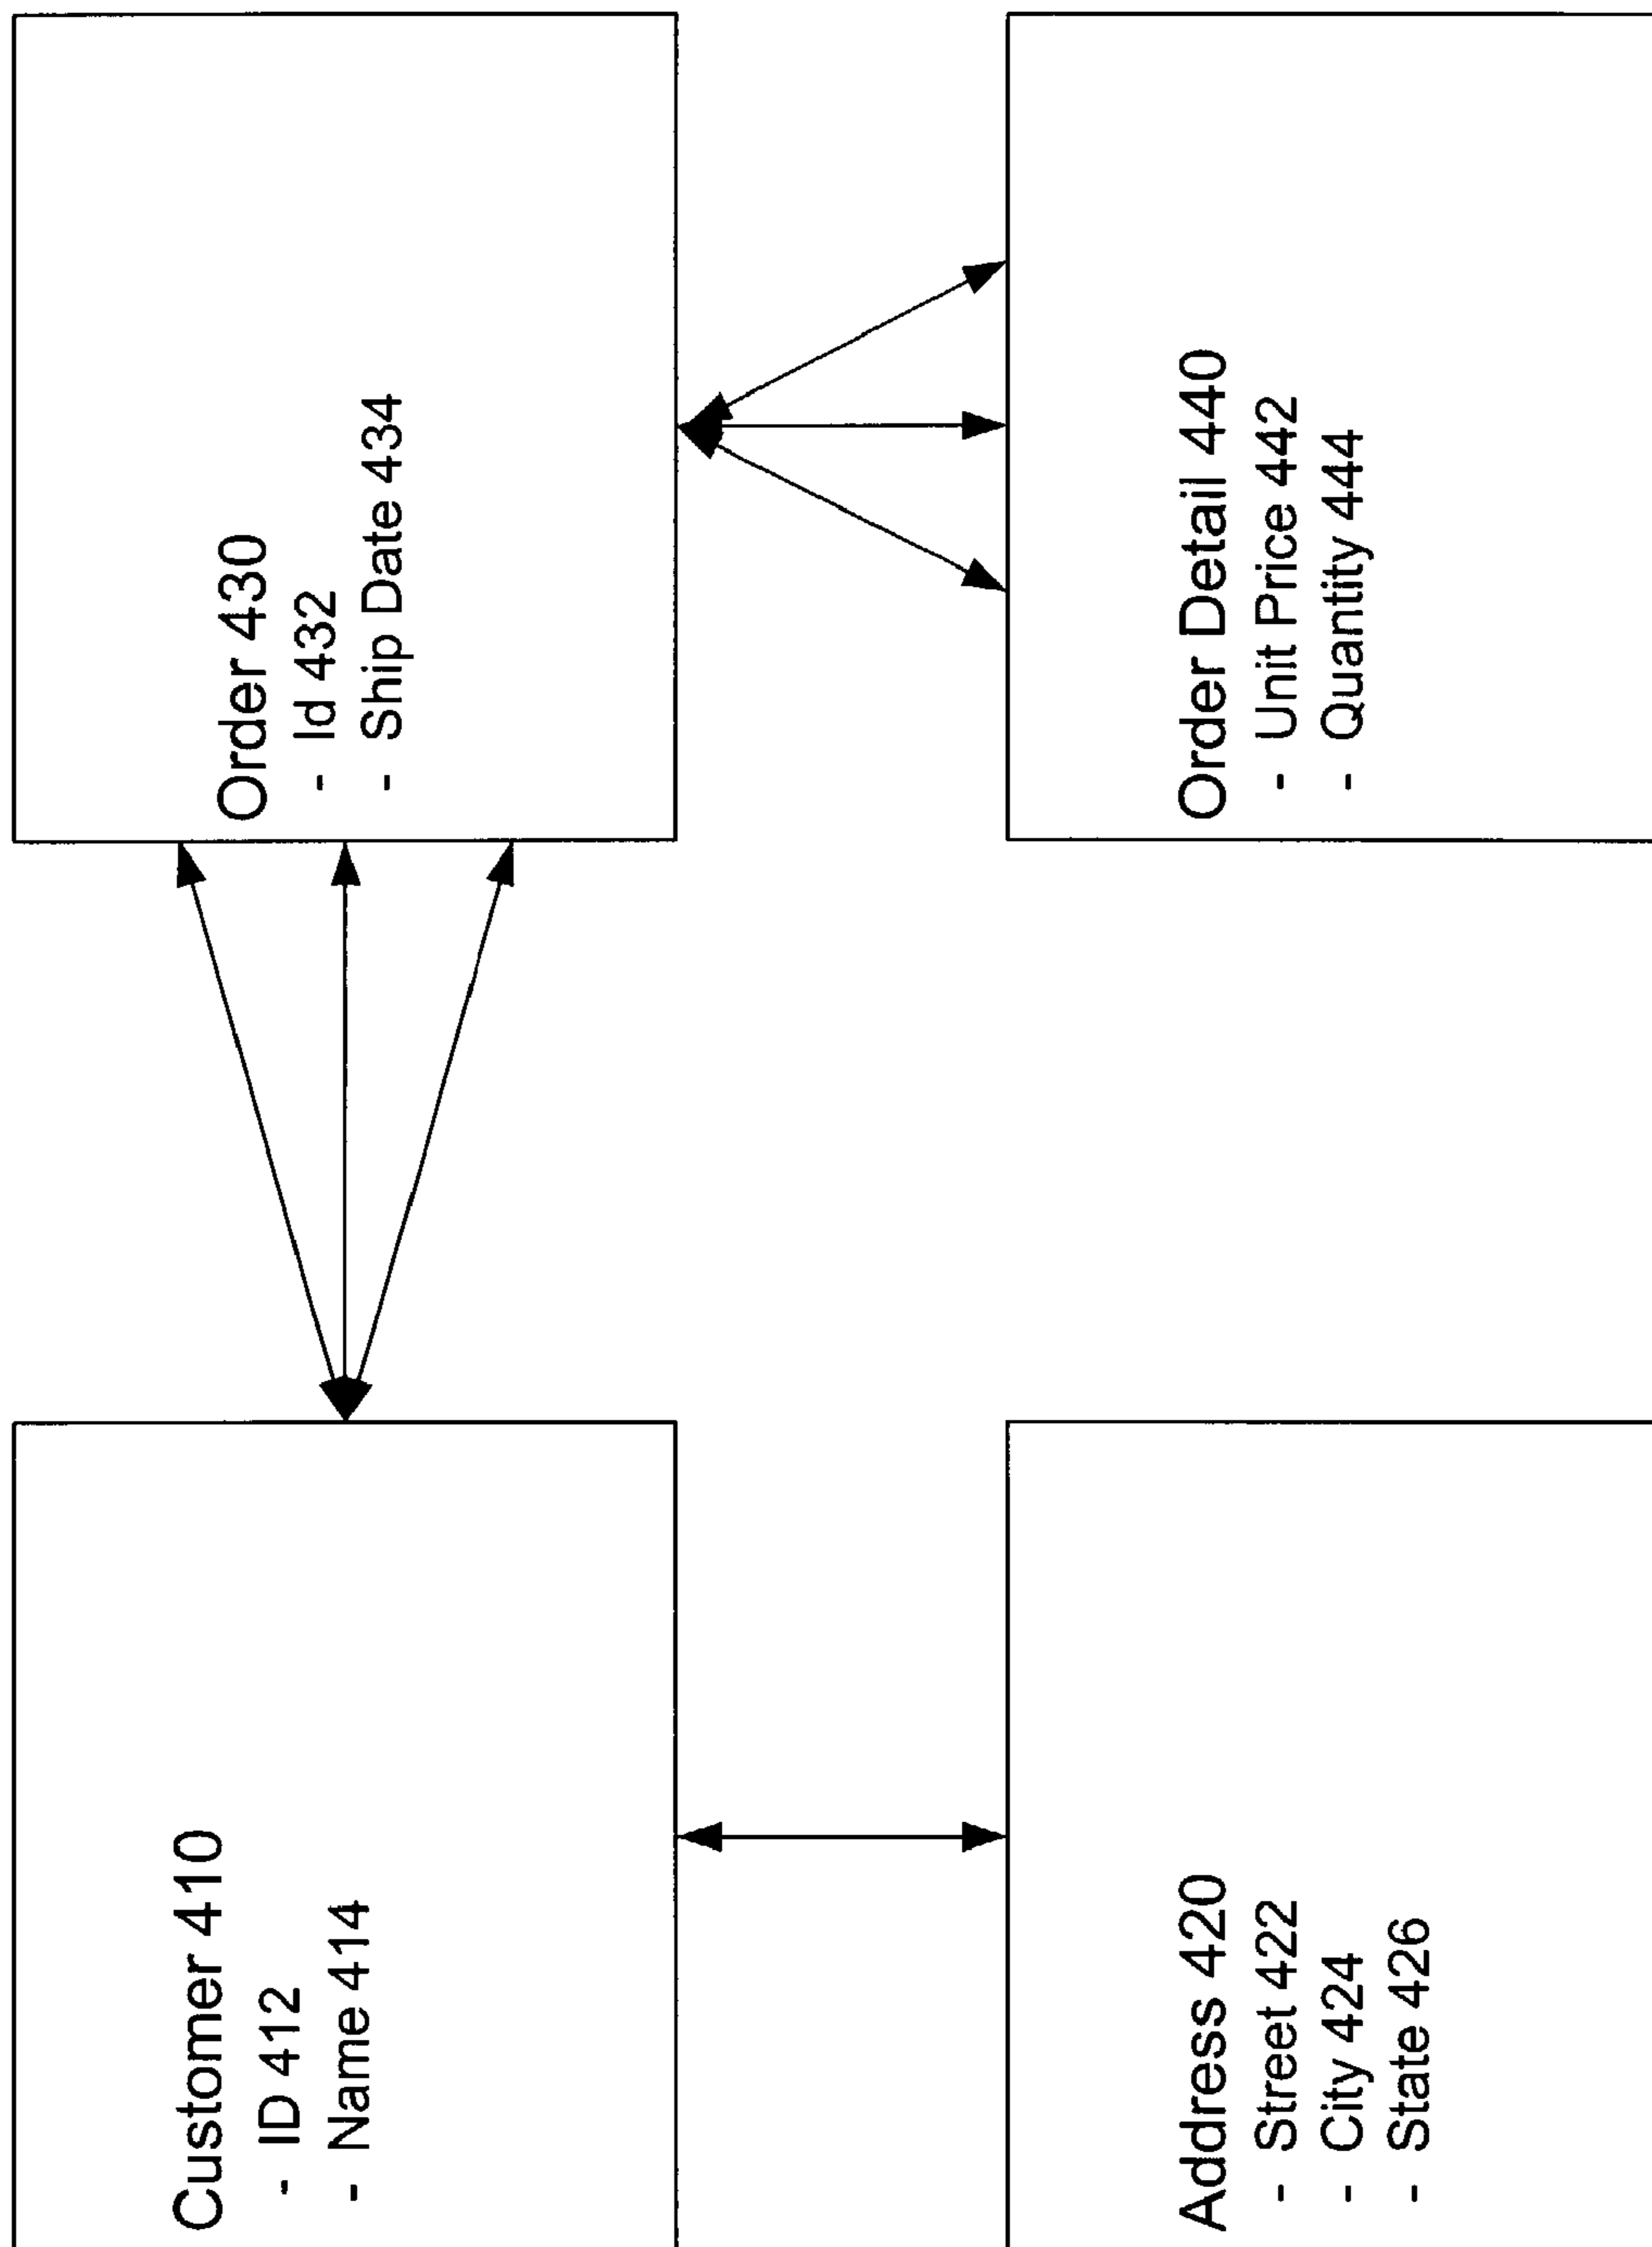 Customer 410
- ID 412
- Name 414
Order 430
- Id 432
- Ship Date 434
Address 420
- Street 422
- City 424
- State 426
Order Detail 440
- Unit Price 442
- Quantity 444